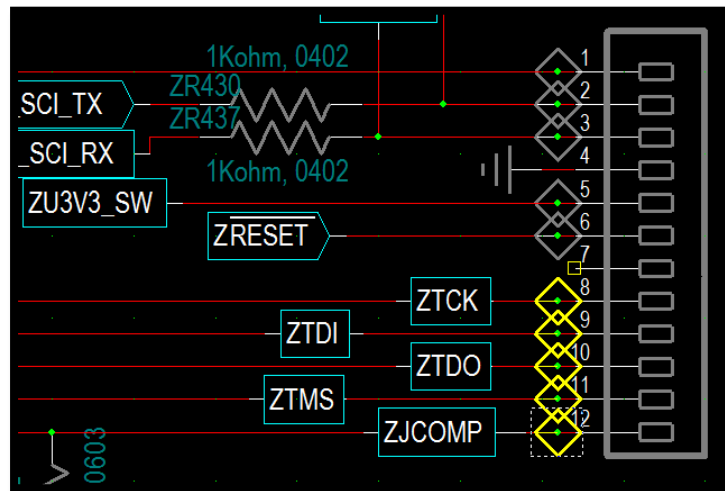 1Kohm, 0402
1
ZR430
2
_SCI_TX
ZR437
3
_SCI_RX
1Kohm, 0402
4
ZU3V3_SW
5
ZRESET
6
7
ZTCK
8
ZTDI
9
ZTDO
10
ZTMS
11
ZJCOMP
12
0603